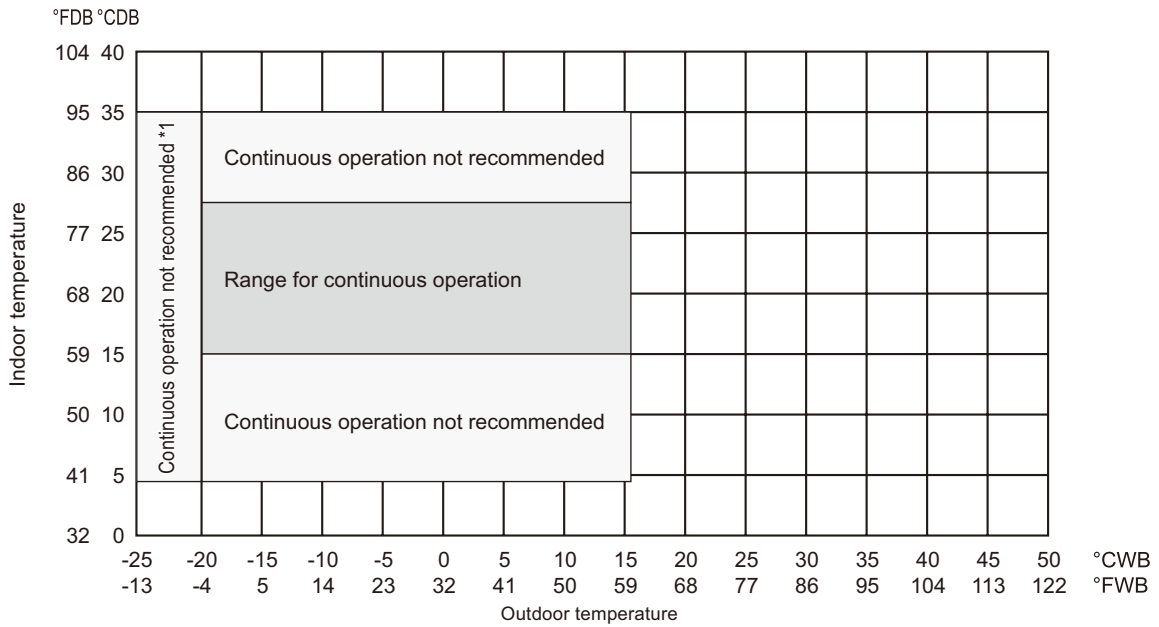 °FDB °CDB
104 40
95 35
86 30
77 25
68 20
59 15
50 10
41 5
32 0
Indoor temperature
Continuous operation not recommended *1
Continuous operation not recommended
Range for continuous operation
Continuous operation not recommended
-25 -20 -15 -10 -5 0 5 10 15 20 25 30 35 40 45 50 °CWB
-13 -4 5 14 23 32 41 50 59 68 77 86 95 104 113 122 °FWB
Outdoor temperature